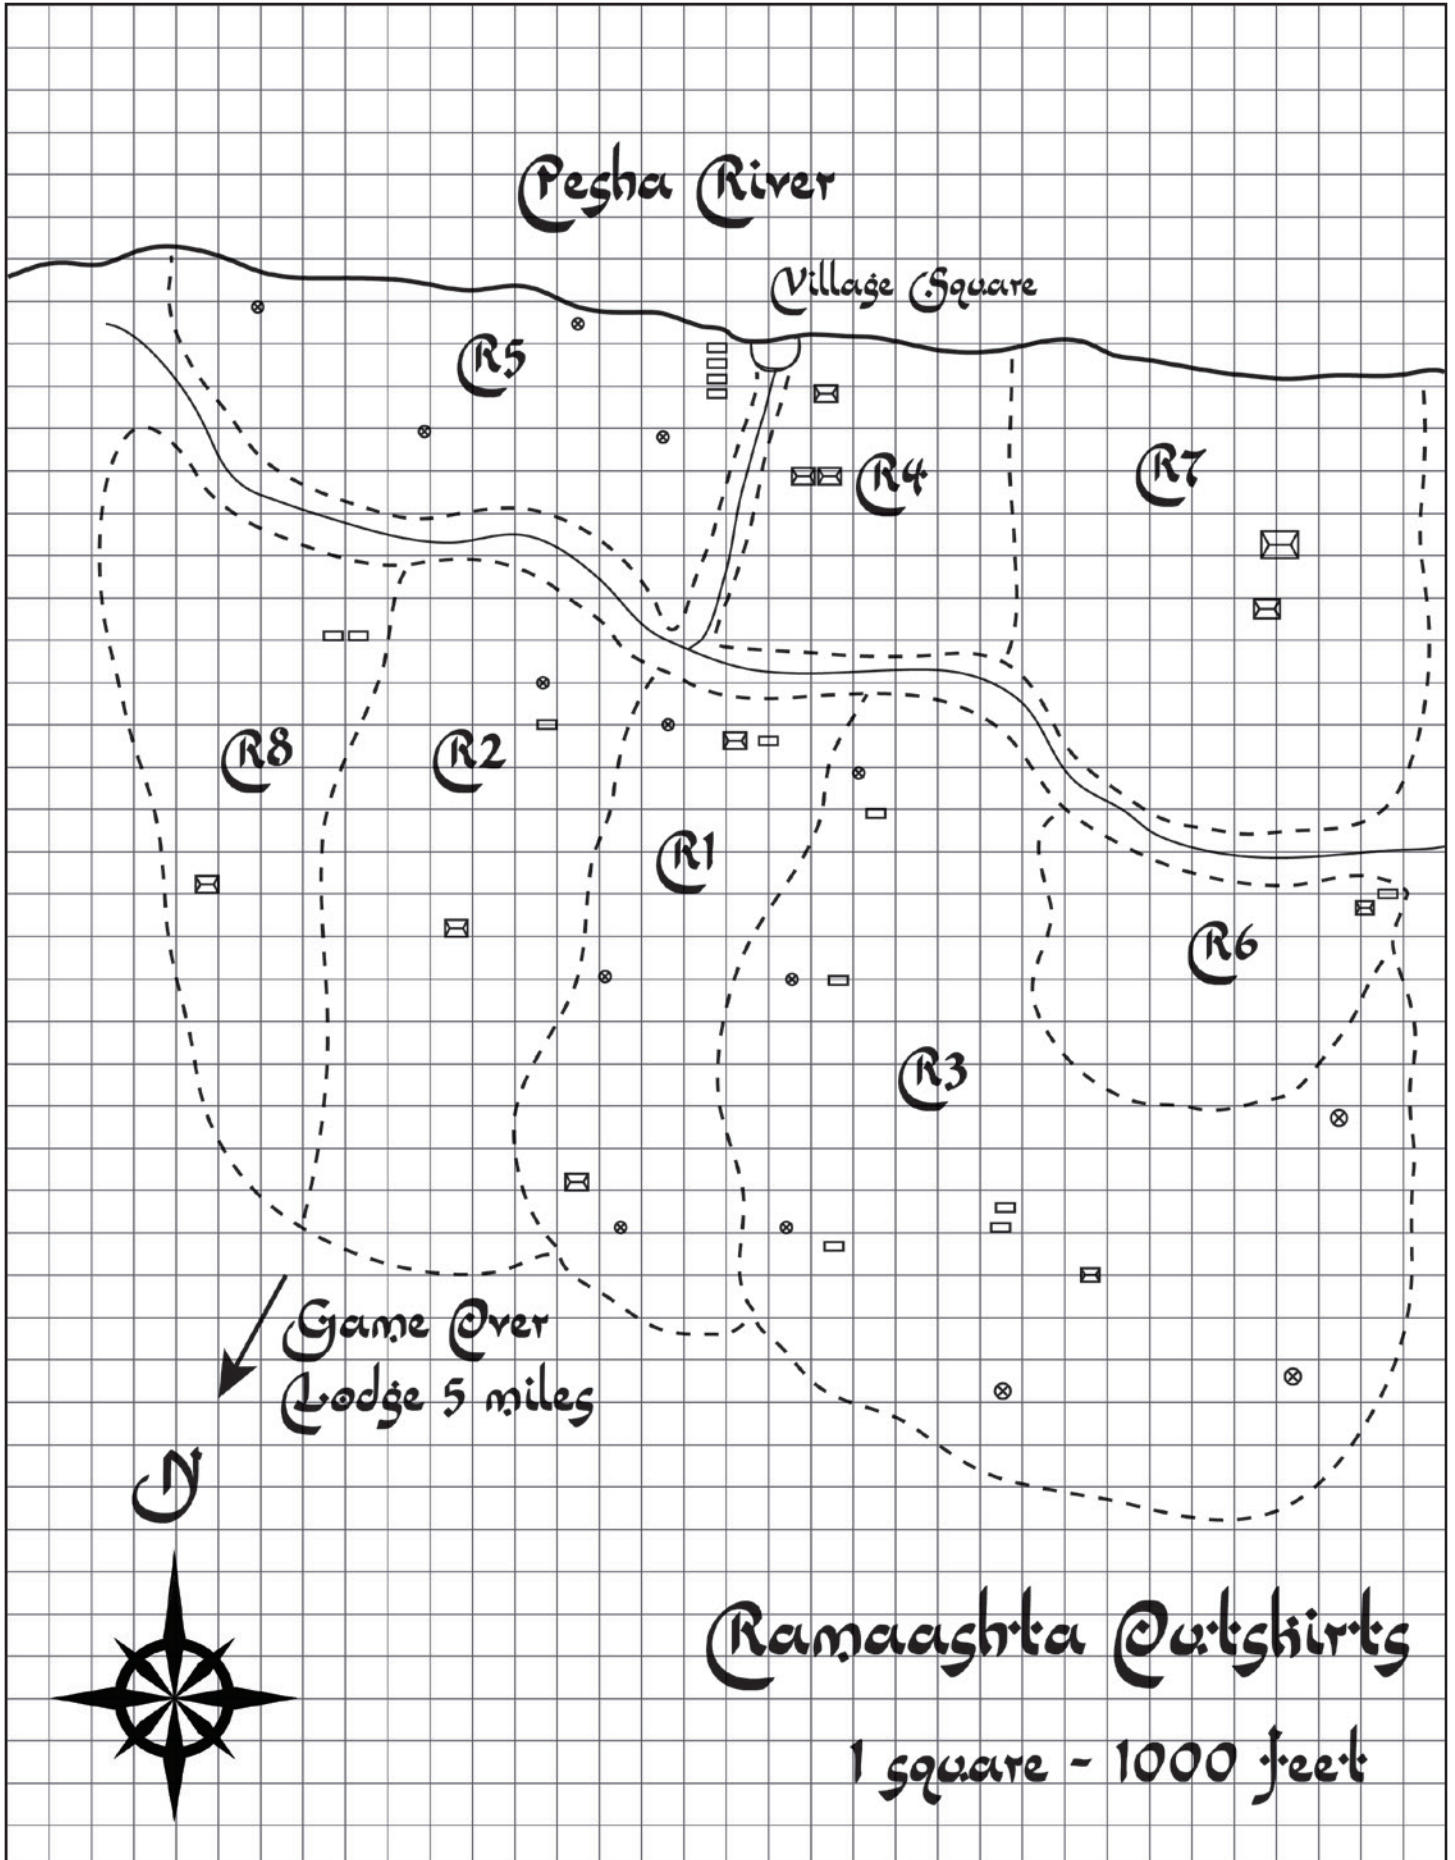 Pesha River
Village Square
R5
R4
R7
R8
R2
R1
R6
R3
Game Over
Lodge 5 miles
N
Ramaashta Outskirts
1 square - 1000 feet